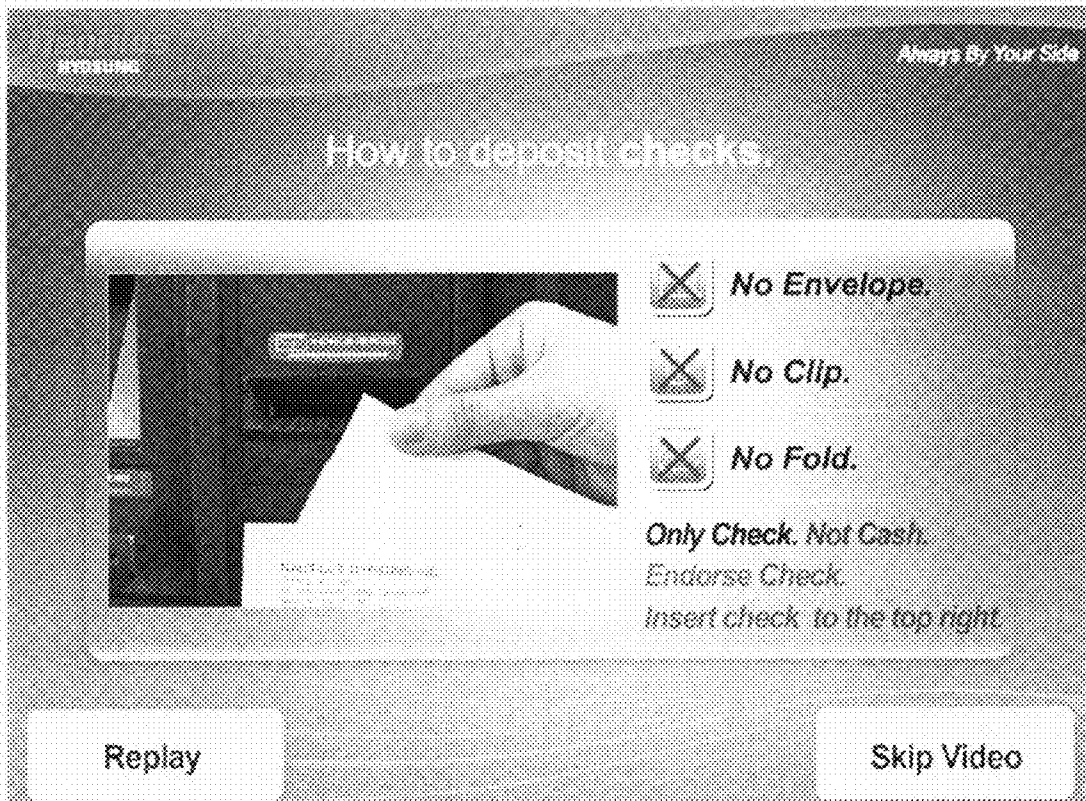 HYOSUNG
Always By Your Side
How to deposit checks.
No Envelope.
No Clip.
No Fold.
Only Check. Not Cash.
Endorse Check.
Insert check to the top right.
Replay
Skip Video